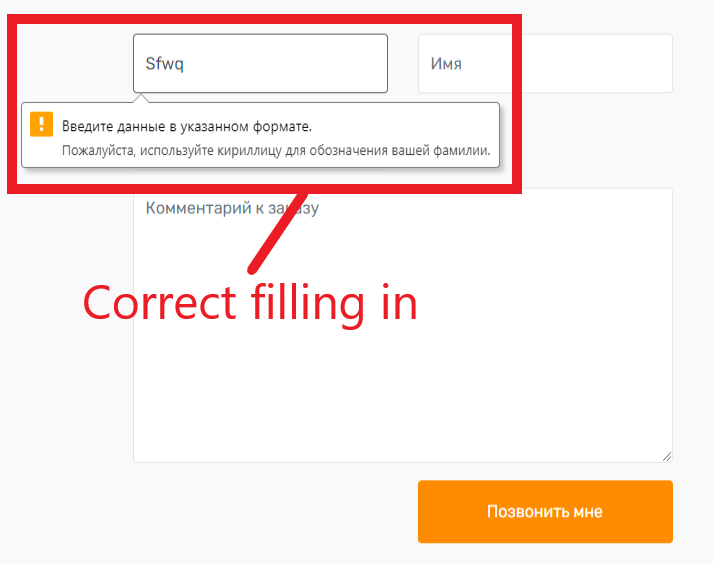 Sfwq
Имя
Введите данные в указанном формате.
Пожалуйста, используйте кириллицу для обозначения вашей фамилии.
Комментарий к заказу
Correct filling in
Позвонить мне